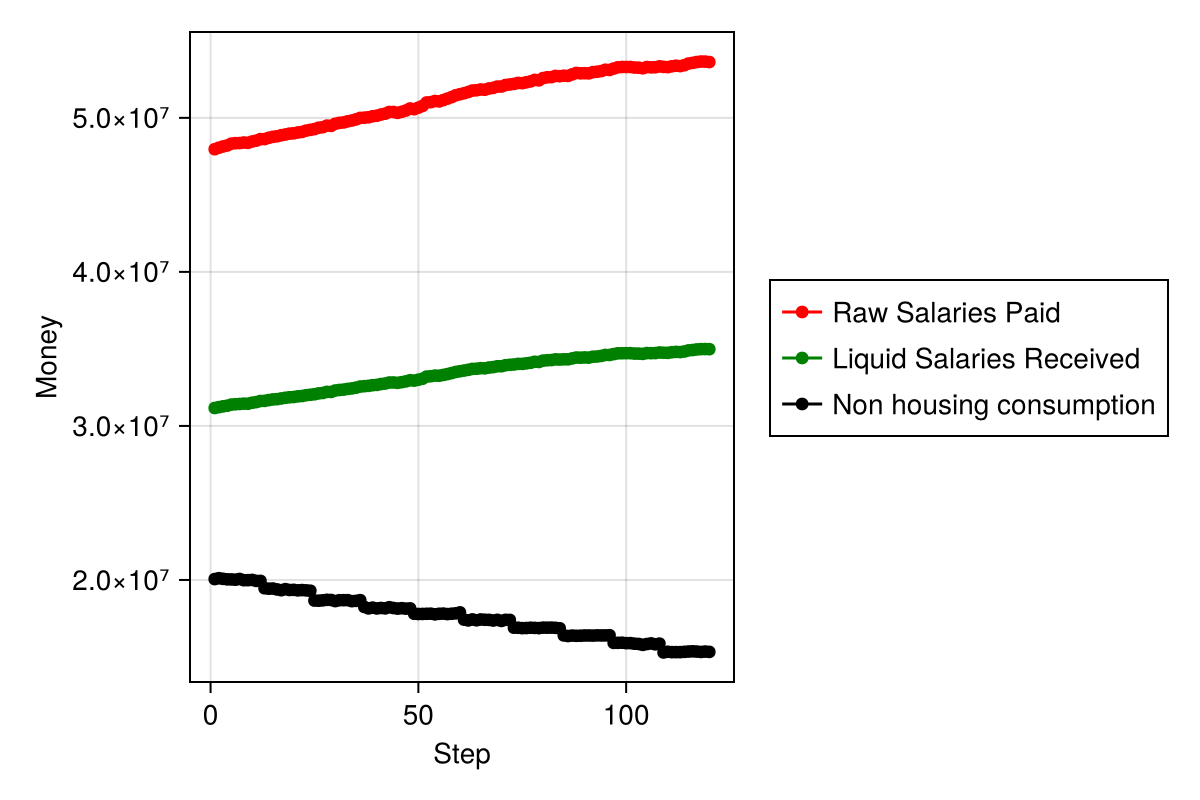 5.0×10⁷
4.0×10⁷
3.0×10⁷
2.0×10⁷
Money
0 50 100
Step
Raw Salaries Paid
Liquid Salaries Received
Non housing consumption